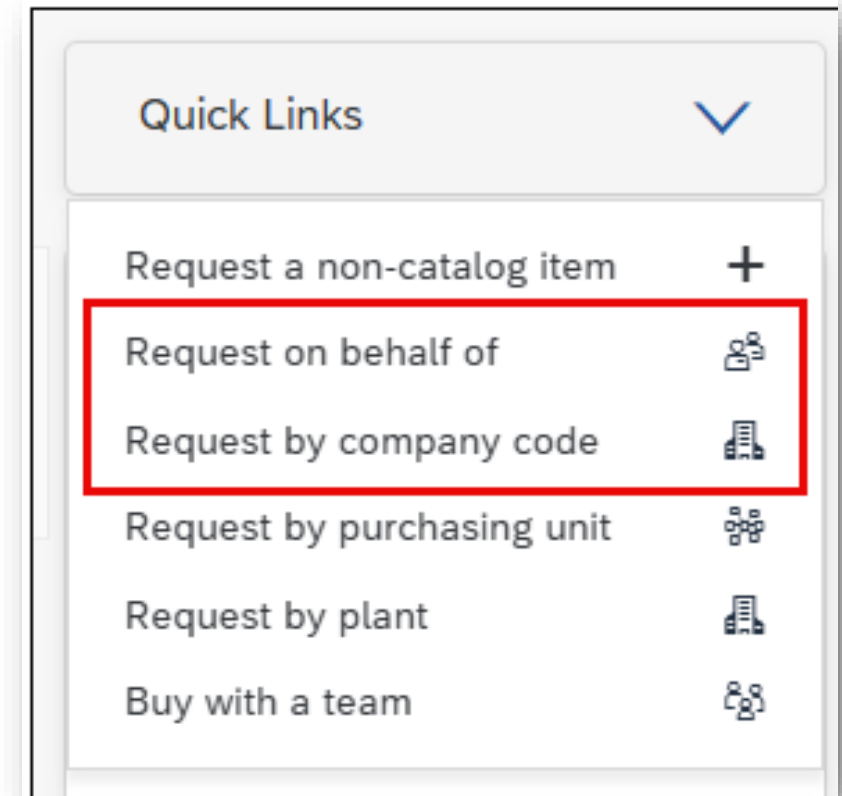 Quick Links
Request a non-catalog item
Request on behalf of
Request by company code
Request by purchasing unit
Request by plant
Buy with a team